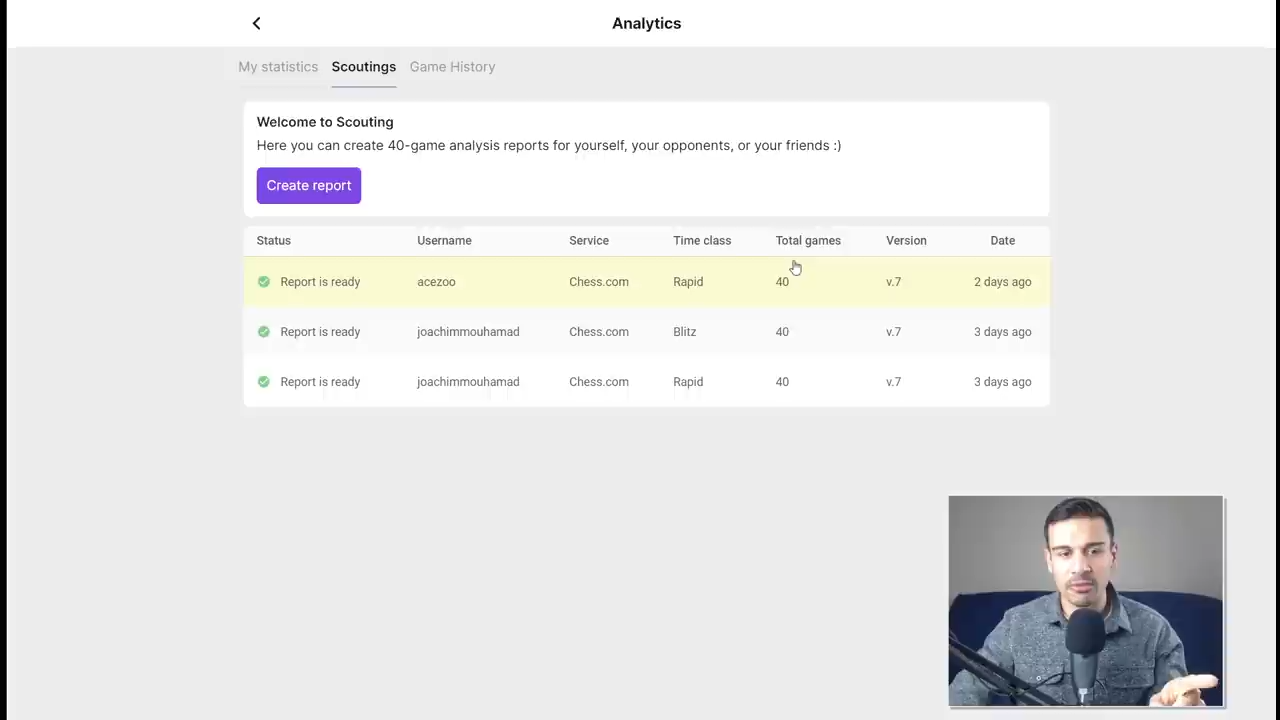 Analytics
My statistics Scoutings Game History
Welcome to Scouting
Here you can create 40-game analysis reports for yourself, your opponents, or your friends :)
Create report
Status Username Service Time class Total games Version Date
Report is ready acezoo Chess.com Rapid 40 v.7 2 days ago
Report is ready joachimmouhamad Chess.com Blitz 40 v.7 3 days ago
Report is ready joachimmouhamad Chess.com Rapid 40 v.7 3 days ago